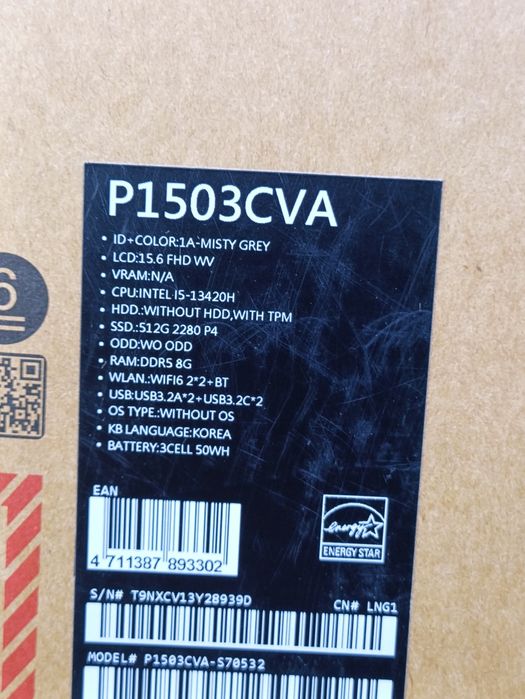 P1503CVA
• ID+COLOR:1A-MISTY GREY
• LCD:15.6 FHD WV
• VRAM:N/A
• CPU:INTEL I5-13420H
• HDD.:WITHOUT HDD,WITH TPM
• SSD.:512G 2280 P4
• ODD:WO ODD
• RAM:DDR5 8G
• WLAN.:WIFI6 2*2+BT
• USB:USB3.2A*2+USB3.2C*2
• OS TYPE.:WITHOUT OS
• KB LANGUAGE:KOREA
• BATTERY:3CELL 50WH
6
EAN
4 711387 893302
energy
ENERGY STAR
S/N# T9NXCV13Y28939D
CN# LNG1
MODEL# P1503CVA-S70532